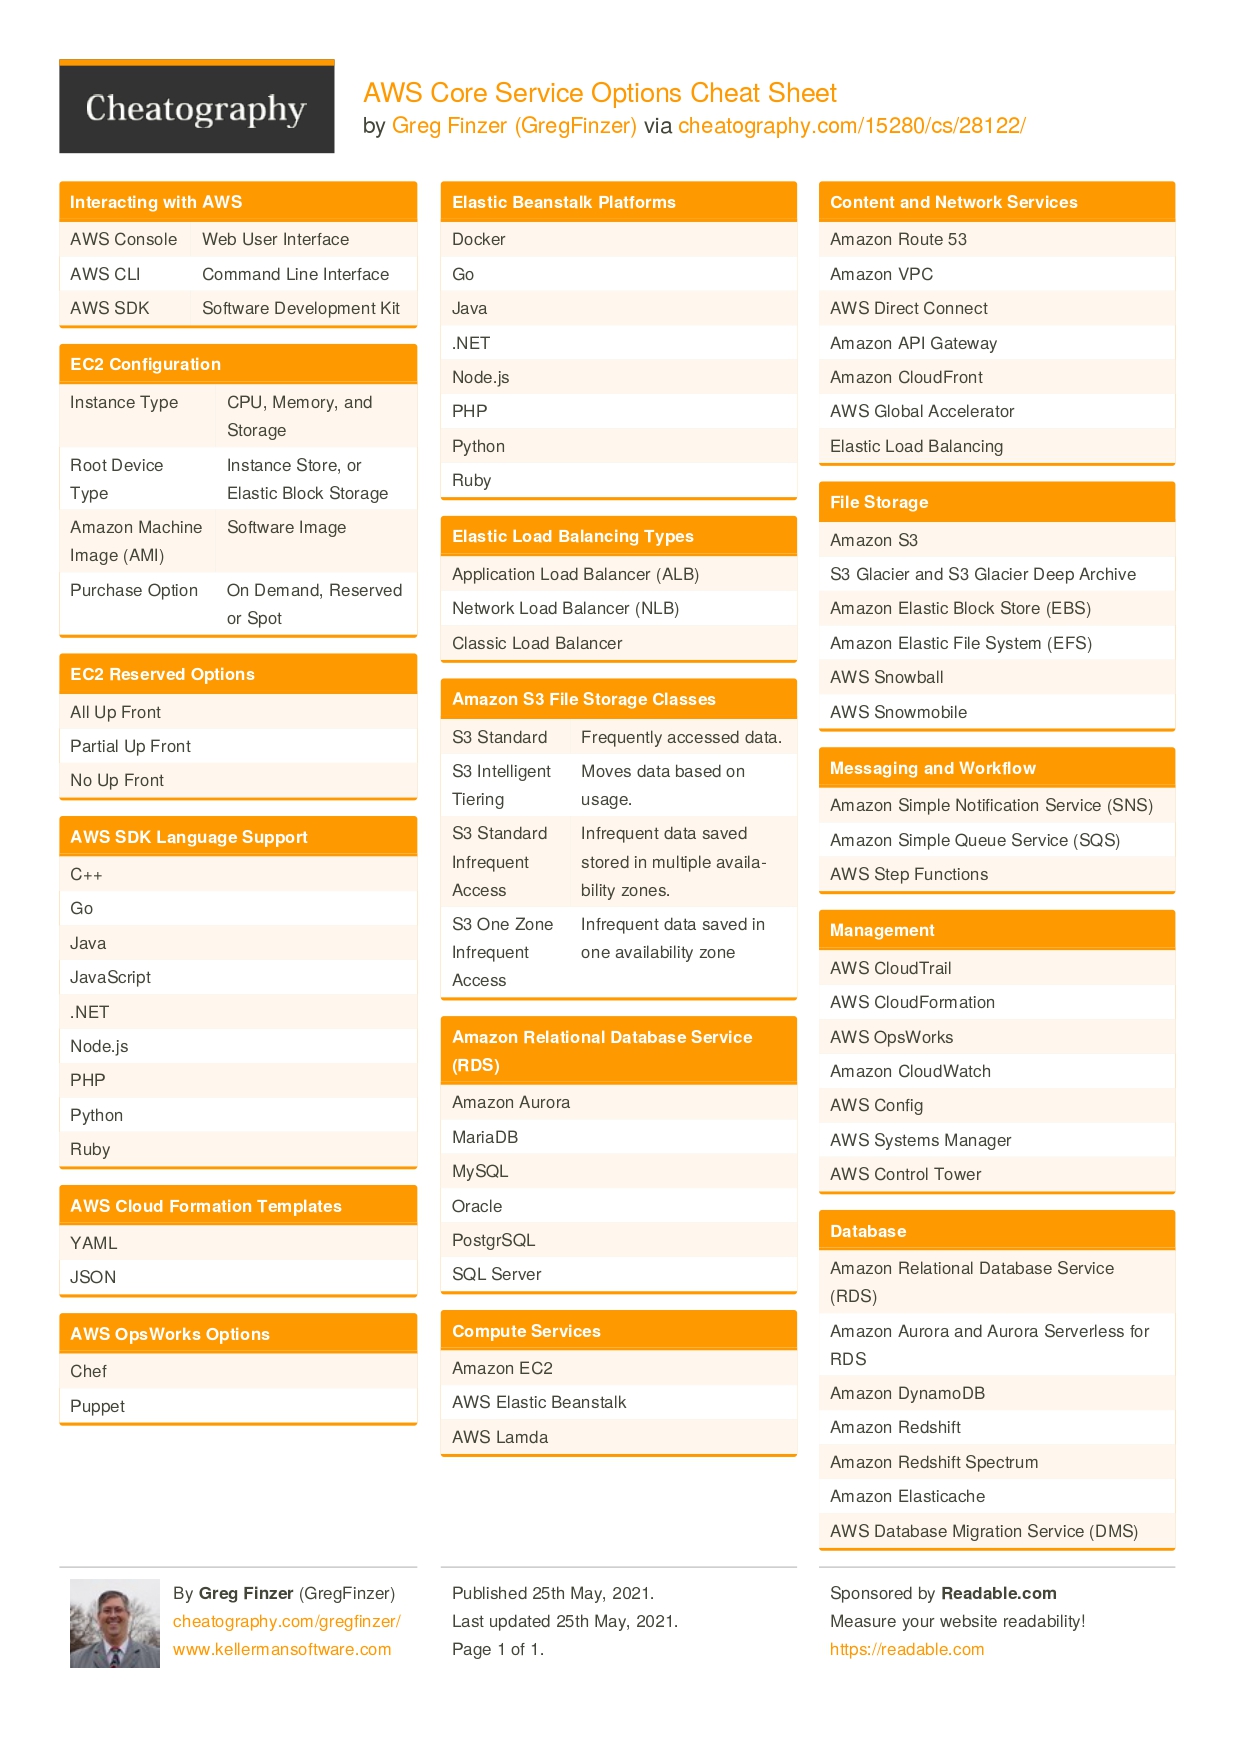 Cheatography
AWS Core Service Options Cheat Sheet
by Greg Finzer (GregFinzer) via cheatography.com/15280/cs/28122/
Interacting with AWS
AWS Console Web User Interface
AWS CLI Command Line Interface
AWS SDK Software Development Kit
EC2 Configuration
Instance Type CPU, Memory, and
Storage
Root Device Instance Store, or
Type Elastic Block Storage
Amazon Machine Software Image
Image (AMI)
Purchase Option On Demand, Reserved
or Spot
EC2 Reserved Options
All Up Front
Partial Up Front
No Up Front
AWS SDK Language Support
C++
Go
Java
JavaScript
.NET
Node.js
PHP
Python
Ruby
AWS Cloud Formation Templates
YAML
JSON
AWS OpsWorks Options
Chef
Puppet
Elastic Beanstalk Platforms
Docker
Go
Java
.NET
Node.js
PHP
Python
Ruby
Elastic Load Balancing Types
Application Load Balancer (ALB)
Network Load Balancer (NLB)
Classic Load Balancer
Amazon S3 File Storage Classes
S3 Standard Frequently accessed data.
S3 Intelligent Moves data based on
Tiering usage.
S3 Standard Infrequent data saved
Infrequent stored in multiple availa-
Access bility zones.
S3 One Zone Infrequent data saved in
Infrequent one availability zone
Access
Amazon Relational Database Service
(RDS)
Amazon Aurora
MariaDB
MySQL
Oracle
PostgrSQL
SQL Server
Compute Services
Amazon EC2
AWS Elastic Beanstalk
AWS Lamda
Content and Network Services
Amazon Route 53
Amazon VPC
AWS Direct Connect
Amazon API Gateway
Amazon CloudFront
AWS Global Accelerator
Elastic Load Balancing
File Storage
Amazon S3
S3 Glacier and S3 Glacier Deep Archive
Amazon Elastic Block Store (EBS)
Amazon Elastic File System (EFS)
AWS Snowball
AWS Snowmobile
Messaging and Workflow
Amazon Simple Notification Service (SNS)
Amazon Simple Queue Service (SQS)
AWS Step Functions
Management
AWS CloudTrail
AWS CloudFormation
AWS OpsWorks
Amazon CloudWatch
AWS Config
AWS Systems Manager
AWS Control Tower
Database
Amazon Relational Database Service
(RDS)
Amazon Aurora and Aurora Serverless for
RDS
Amazon DynamoDB
Amazon Redshift
Amazon Redshift Spectrum
Amazon Elasticache
AWS Database Migration Service (DMS)
By Greg Finzer (GregFinzer)
cheatography.com/gregfinzer/
www.kellermansoftware.com
Published 25th May, 2021.
Last updated 25th May, 2021.
Page 1 of 1.
Sponsored by Readable.com
Measure your website readability!
https://readable.com